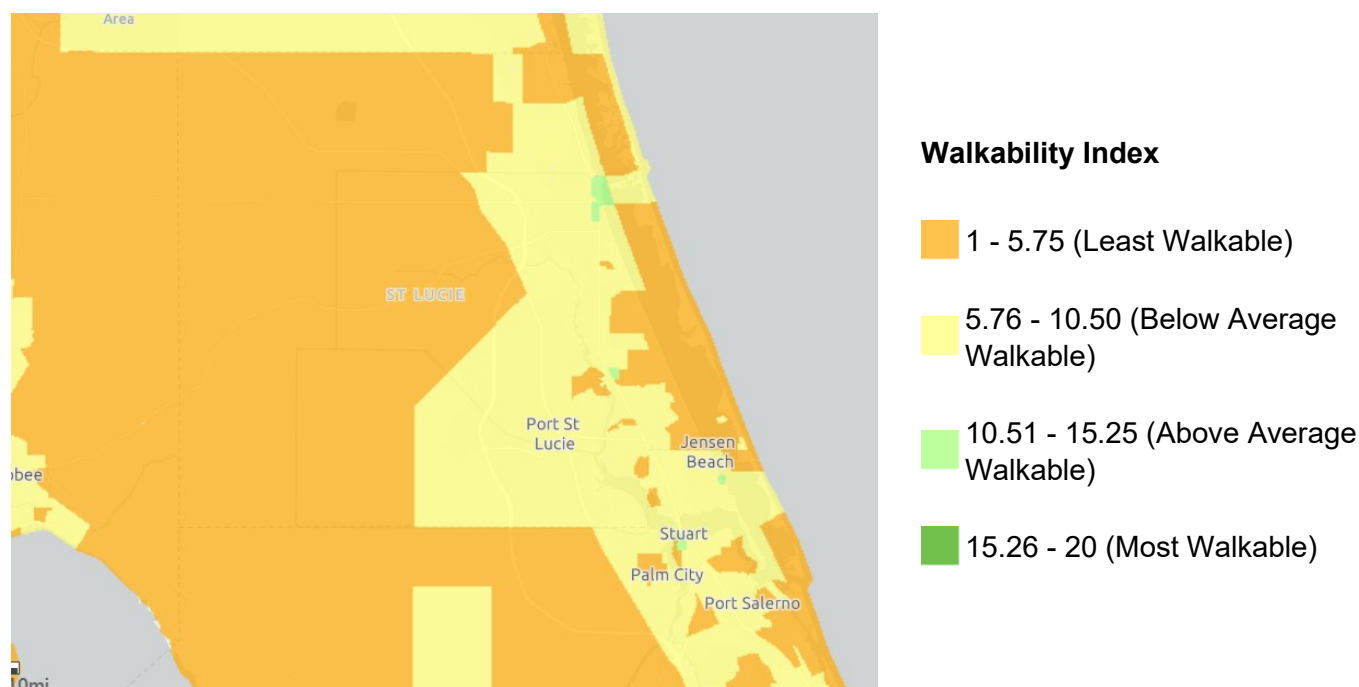 Area
ST LUCIE
Port St
Lucie
Jensen
Beach
obee
Stuart
Palm City
Port Salerno
10mi
Walkability Index
1 - 5.75 (Least Walkable)
5.76 - 10.50 (Below Average
Walkable)
10.51 - 15.25 (Above Average
Walkable)
15.26 - 20 (Most Walkable)